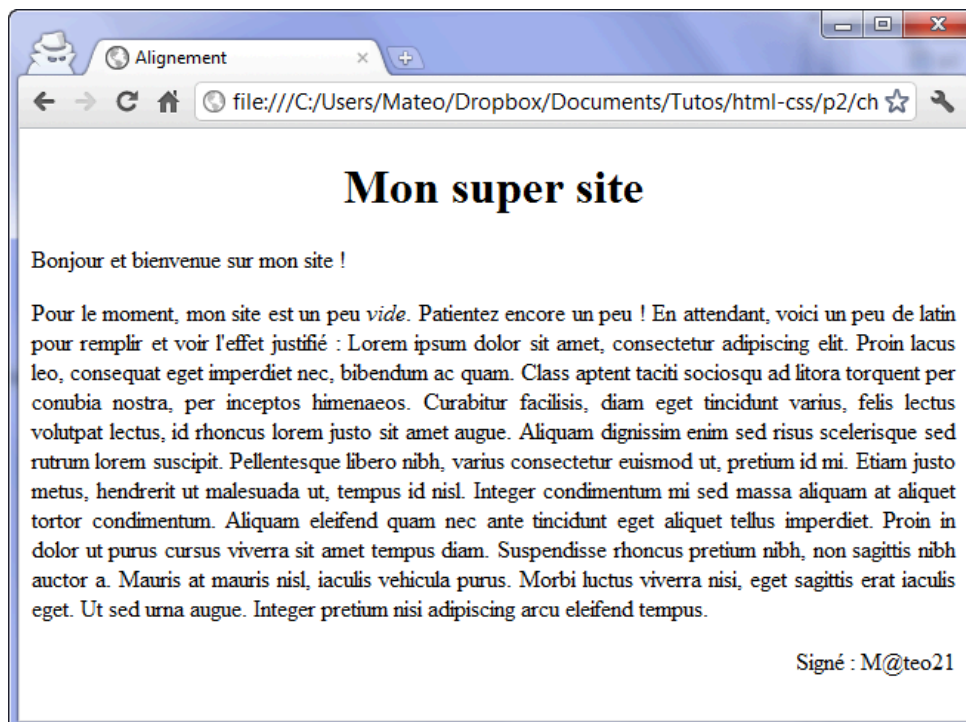 Alignement
file:///C:/Users/Mateo/Dropbox/Documents/Tutos/html-css/p2/ch
Mon super site
Bonjour et bienvenue sur mon site !
Pour le moment, mon site est un peu vide. Patientez encore un peu ! En attendant, voici un peu de latin
pour remplir et voir l'effet justifié : Lorem ipsum dolor sit amet, consectetur adipiscing elit. Proin lacus
leo, consequat eget imperdiet nec, bibendum ac quam. Class aptent taciti sociosqu ad litora torquent per
conubia nostra, per inceptos himenaeos. Curabitur facilisis, diam eget tincidunt varius, felis lectus
volutpat lectus, id rhoncus lorem justo sit amet augue. Aliquam dignissim enim sed risus scelerisque sed
rutrum lorem suscipit. Pellentesque libero nibh, varius consectetur euismod ut, pretium id mi. Etiam justo
metus, hendrerit ut malesuada ut, tempus id nisl. Integer condimentum mi sed massa aliquam at aliquet
tortor condimentum. Aliquam eleifend quam nec ante tincidunt eget aliquet tellus imperdiet. Proin in
dolor ut purus cursus viverra sit amet tempus diam. Suspendisse rhoncus pretium nibh, non sagittis nibh
auctor a. Mauris at mauris nisl, iaculis vehicula purus. Morbi luctus viverra nisi, eget sagittis erat iaculis
eget. Ut sed urna augue. Integer pretium nisi adipiscing arcu eleifend tempus.
Signé : M@teo21